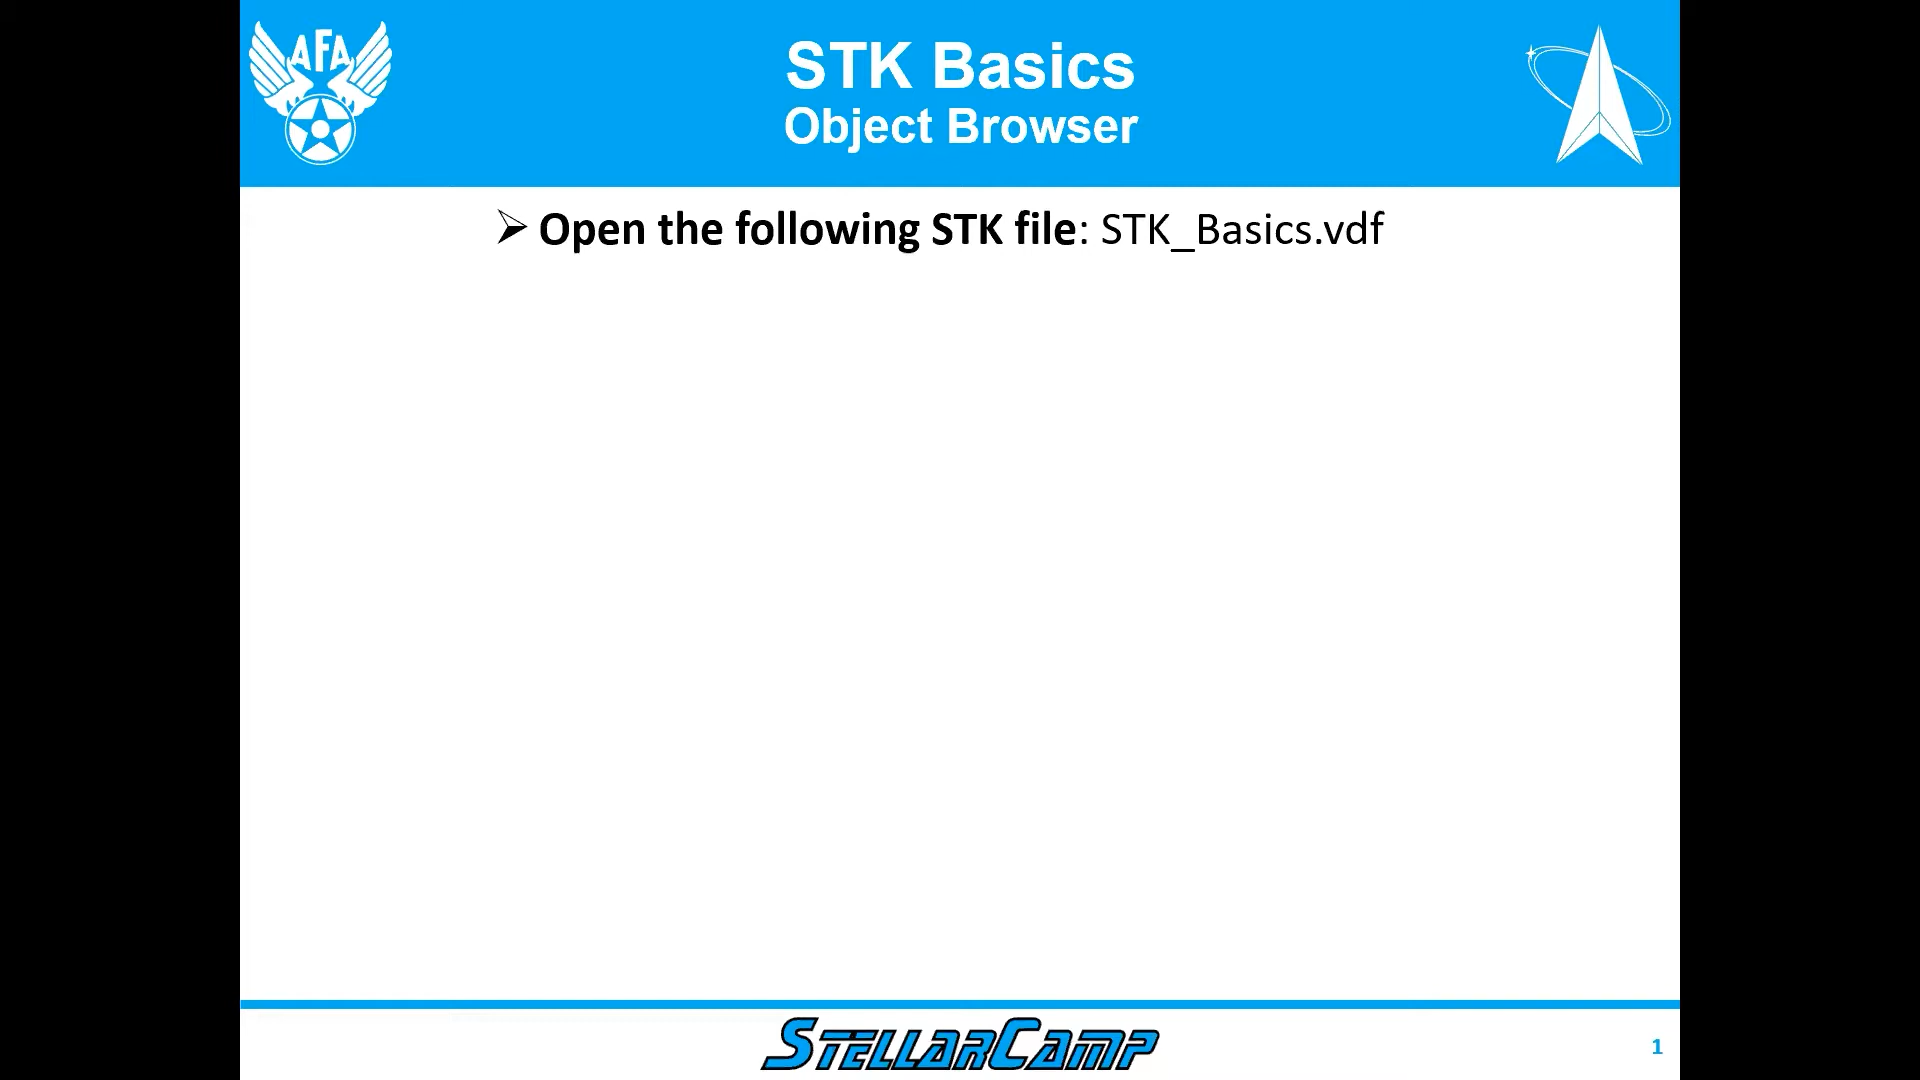 AFA
STK Basics
Object Browser
➢ Open the following STK file: STK_Basics.vdf
STELLARCAMP
1